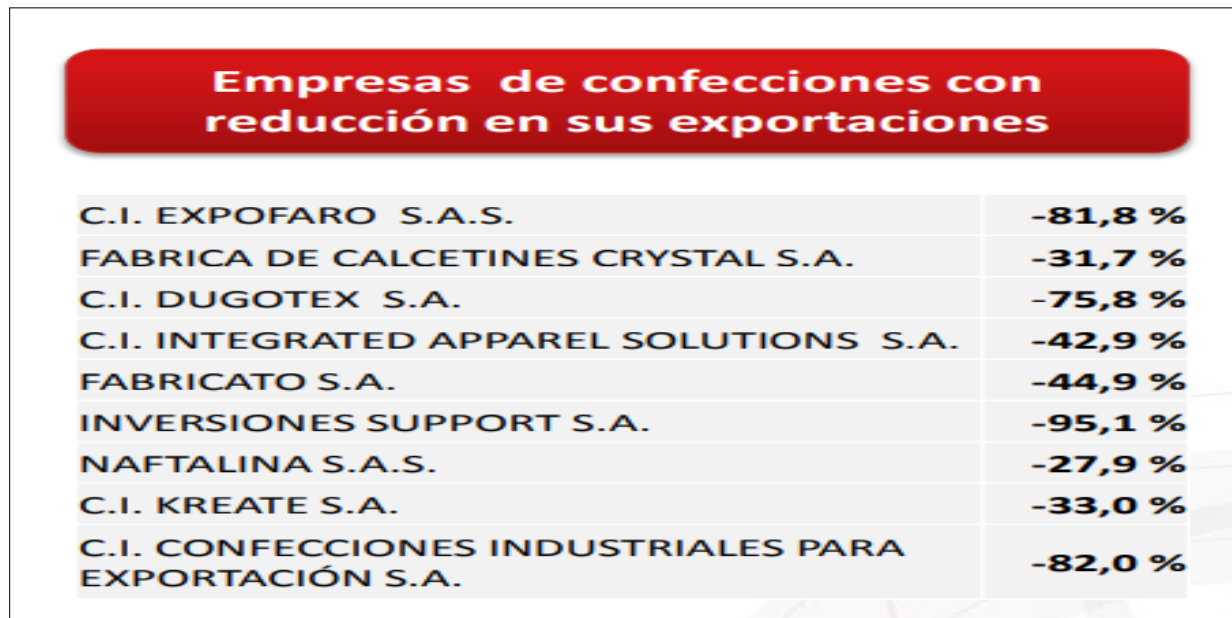 Empresas de confecciones con
reducción en sus exportaciones
C.I. EXPOFARO S.A.S. -81,8 %
FABRICA DE CALCETINES CRYSTAL S.A. -31,7 %
C.I. DUGOTEX S.A. -75,8 %
C.I. INTEGRATED APPAREL SOLUTIONS S.A. -42,9 %
FABRICATO S.A. -44,9 %
INVERSIONES SUPPORT S.A. -95,1 %
NAFTALINA S.A.S. -27,9 %
C.I. KREATE S.A. -33,0 %
C.I. CONFECCIONES INDUSTRIALES PARA
EXPORTACIÓN S.A. -82,0 %